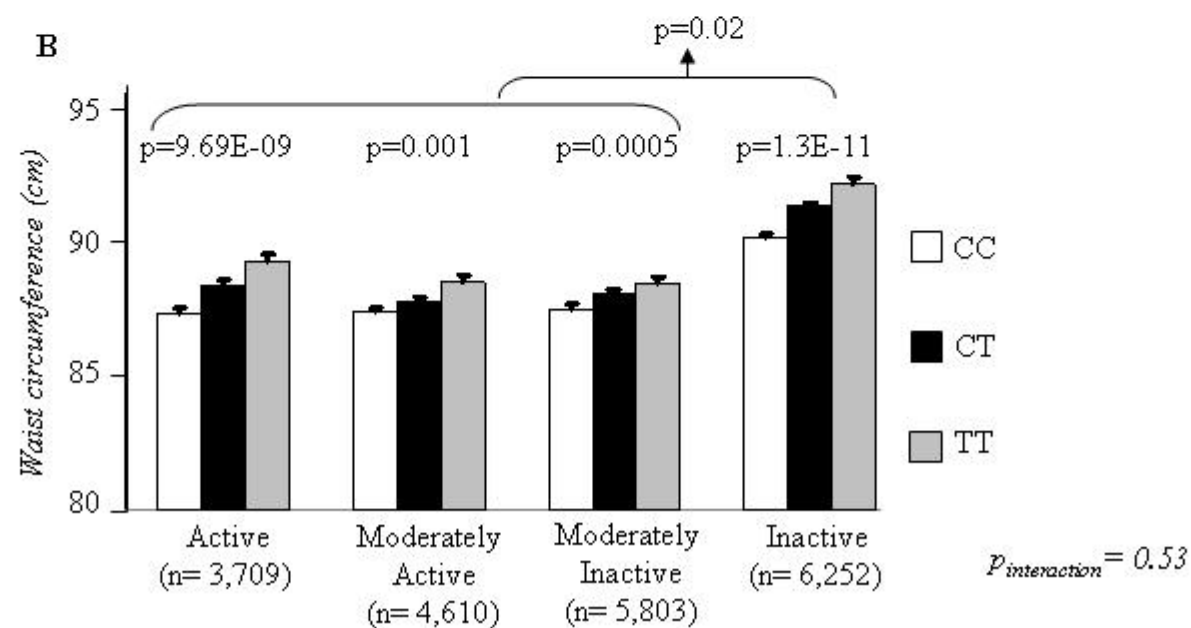 B
p=0.02
95
90
85
80
Waist circumference (cm)
p=9.69E-09
p=0.001
p=0.0005
p=1.3E-11
CC
CT
TT
Active
(n= 3,709)
Moderately
Active
(n= 4,610)
Moderately
Inactive
(n= 5,803)
Inactive
(n= 6,252)
pinteraction= 0.53